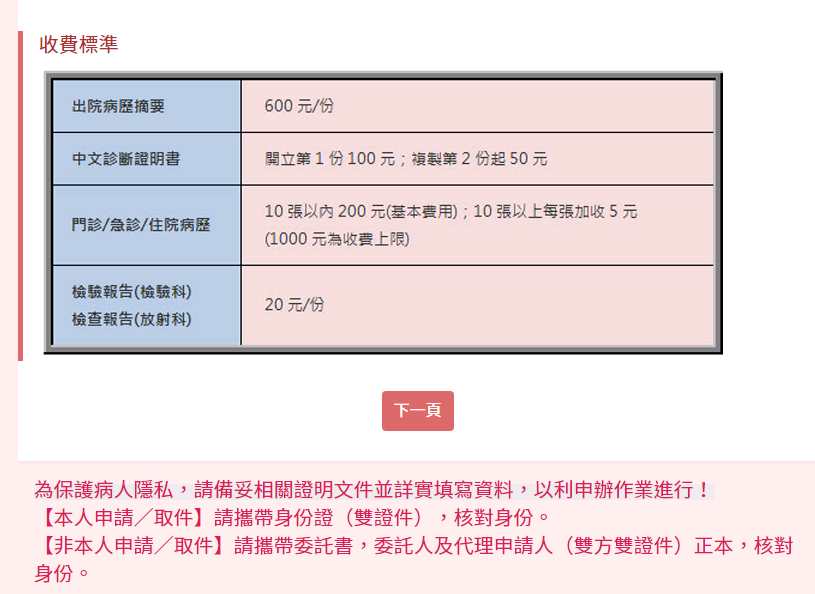 收費標準
出院病歷摘要
600 元/份
中文診斷證明書
開立第 1 份 100 元；複製第 2 份起 50 元
門診/急診/住院病歷
10 張以內 200 元(基本費用)；10 張以上每張加收 5 元
(1000 元為收費上限)
檢驗報告(檢驗科)
檢查報告(放射科)
20 元/份
下一頁
為保護病人隱私，請備妥相關證明文件並詳實填寫資料，以利申辦作業進行！
【本人申請／取件】請攜帶身份證（雙證件），核對身份。
【非本人申請／取件】請攜帶委託書，委託人及代理申請人（雙方雙證件）正本，核對
身份。